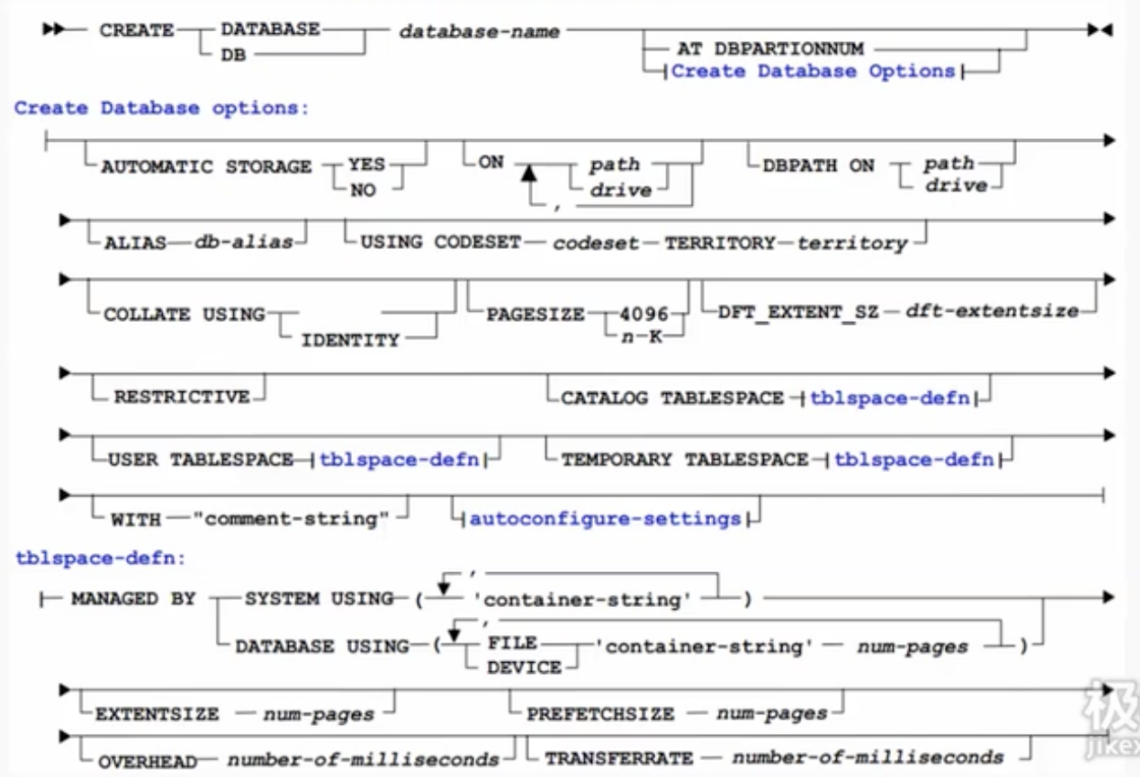 CREATE DATABASE database-name
DB
AT DBPARTIONNUM
Create Database Options
Create Database options:
AUTOMATIC STORAGE YES ON path DBPATH ON path
NO drive drive
,
ALIAS db-alias USING CODESET codeset TERRITORY territory
COLLATE USING PAGESIZE 4096 DFT_EXTENT_SZ dft-extentsize
IDENTITY n-K
RESTRICTIVE CATALOG TABLESPACE tblspace-defn
USER TABLESPACE tblspace-defn TEMPORARY TABLESPACE tblspace-defn
WITH "comment-string" autoconfigure-settings
tblspace-defn:
,
MANAGED BY SYSTEM USING ( 'container-string' )
,
DATABASE USING ( FILE 'container-string' num-pages )
DEVICE
EXTENTSIZE num-pages PREFETCHSIZE num-pages
极
OVERHEAD number-of-milliseconds TRANSFERRATE number-of-milliseconds